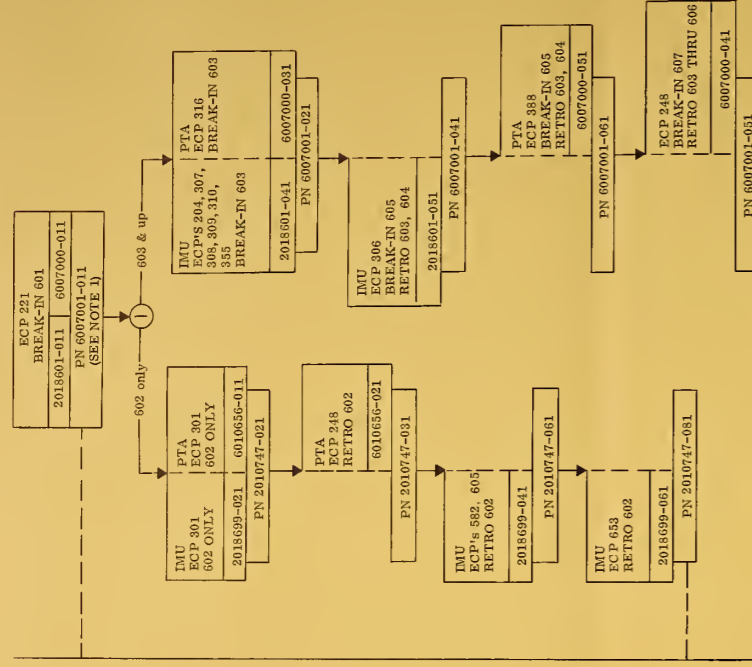 ECP 221
BREAK-IN 601
2018601-011 6007000-011
PN 6007001-011
(SEE NOTE 1)
1
602 only
603 & up
IMU
ECP 301
602 ONLY
PTA
ECP 301
602 ONLY
2018699-021 6010656-011
PN 2010747-021
PTA
ECP 248
RETRO 602
6010656-021
PN 2010747-031
IMU
ECP's 582, 605
RETRO 602
2018699-041
PN 2010747-061
IMU
ECP 653
RETRO 602
2018699-061
PN 2010747-081
IMU
ECP'S 204, 307,
308, 309, 310,
355
BREAK-IN 603
PTA
ECP 316
BREAK-IN 603
2018601-041 6007000-031
PN 6007001-021
IMU
ECP 306
BREAK-IN 605
RETRO 603, 604
2018601-051
PN 6007001-041
PTA
ECP 388
BREAK-IN 605
RETRO 603, 604
6007000-051
PN 6007001-061
ECP 248
BREAK-IN 607
RETRO 603 THRU 606
6007000-041
PN 6007001-051